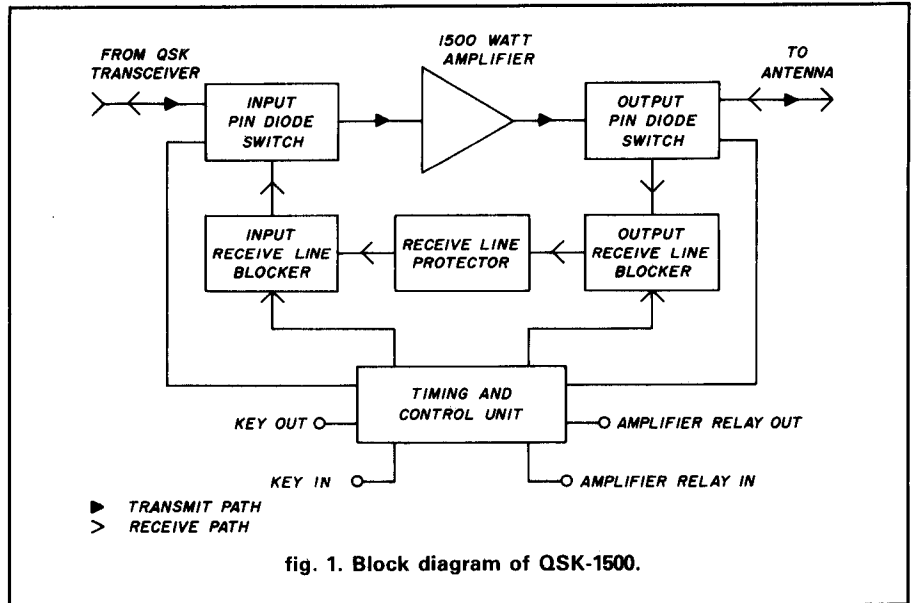 FROM QSK
TRANSCEIVER
1500 WATT
AMPLIFIER
TO
ANTENNA
INPUT
PIN DIODE
SWITCH
OUTPUT
PIN DIODE
SWITCH
INPUT
RECEIVE LINE
BLOCKER
RECEIVE LINE
PROTECTOR
OUTPUT
RECEIVE LINE
BLOCKER
TIMING AND
CONTROL UNIT
KEY OUT
AMPLIFIER RELAY OUT
KEY IN
AMPLIFIER RELAY IN
TRANSMIT PATH
RECEIVE PATH
fig. 1. Block diagram of QSK-1500.